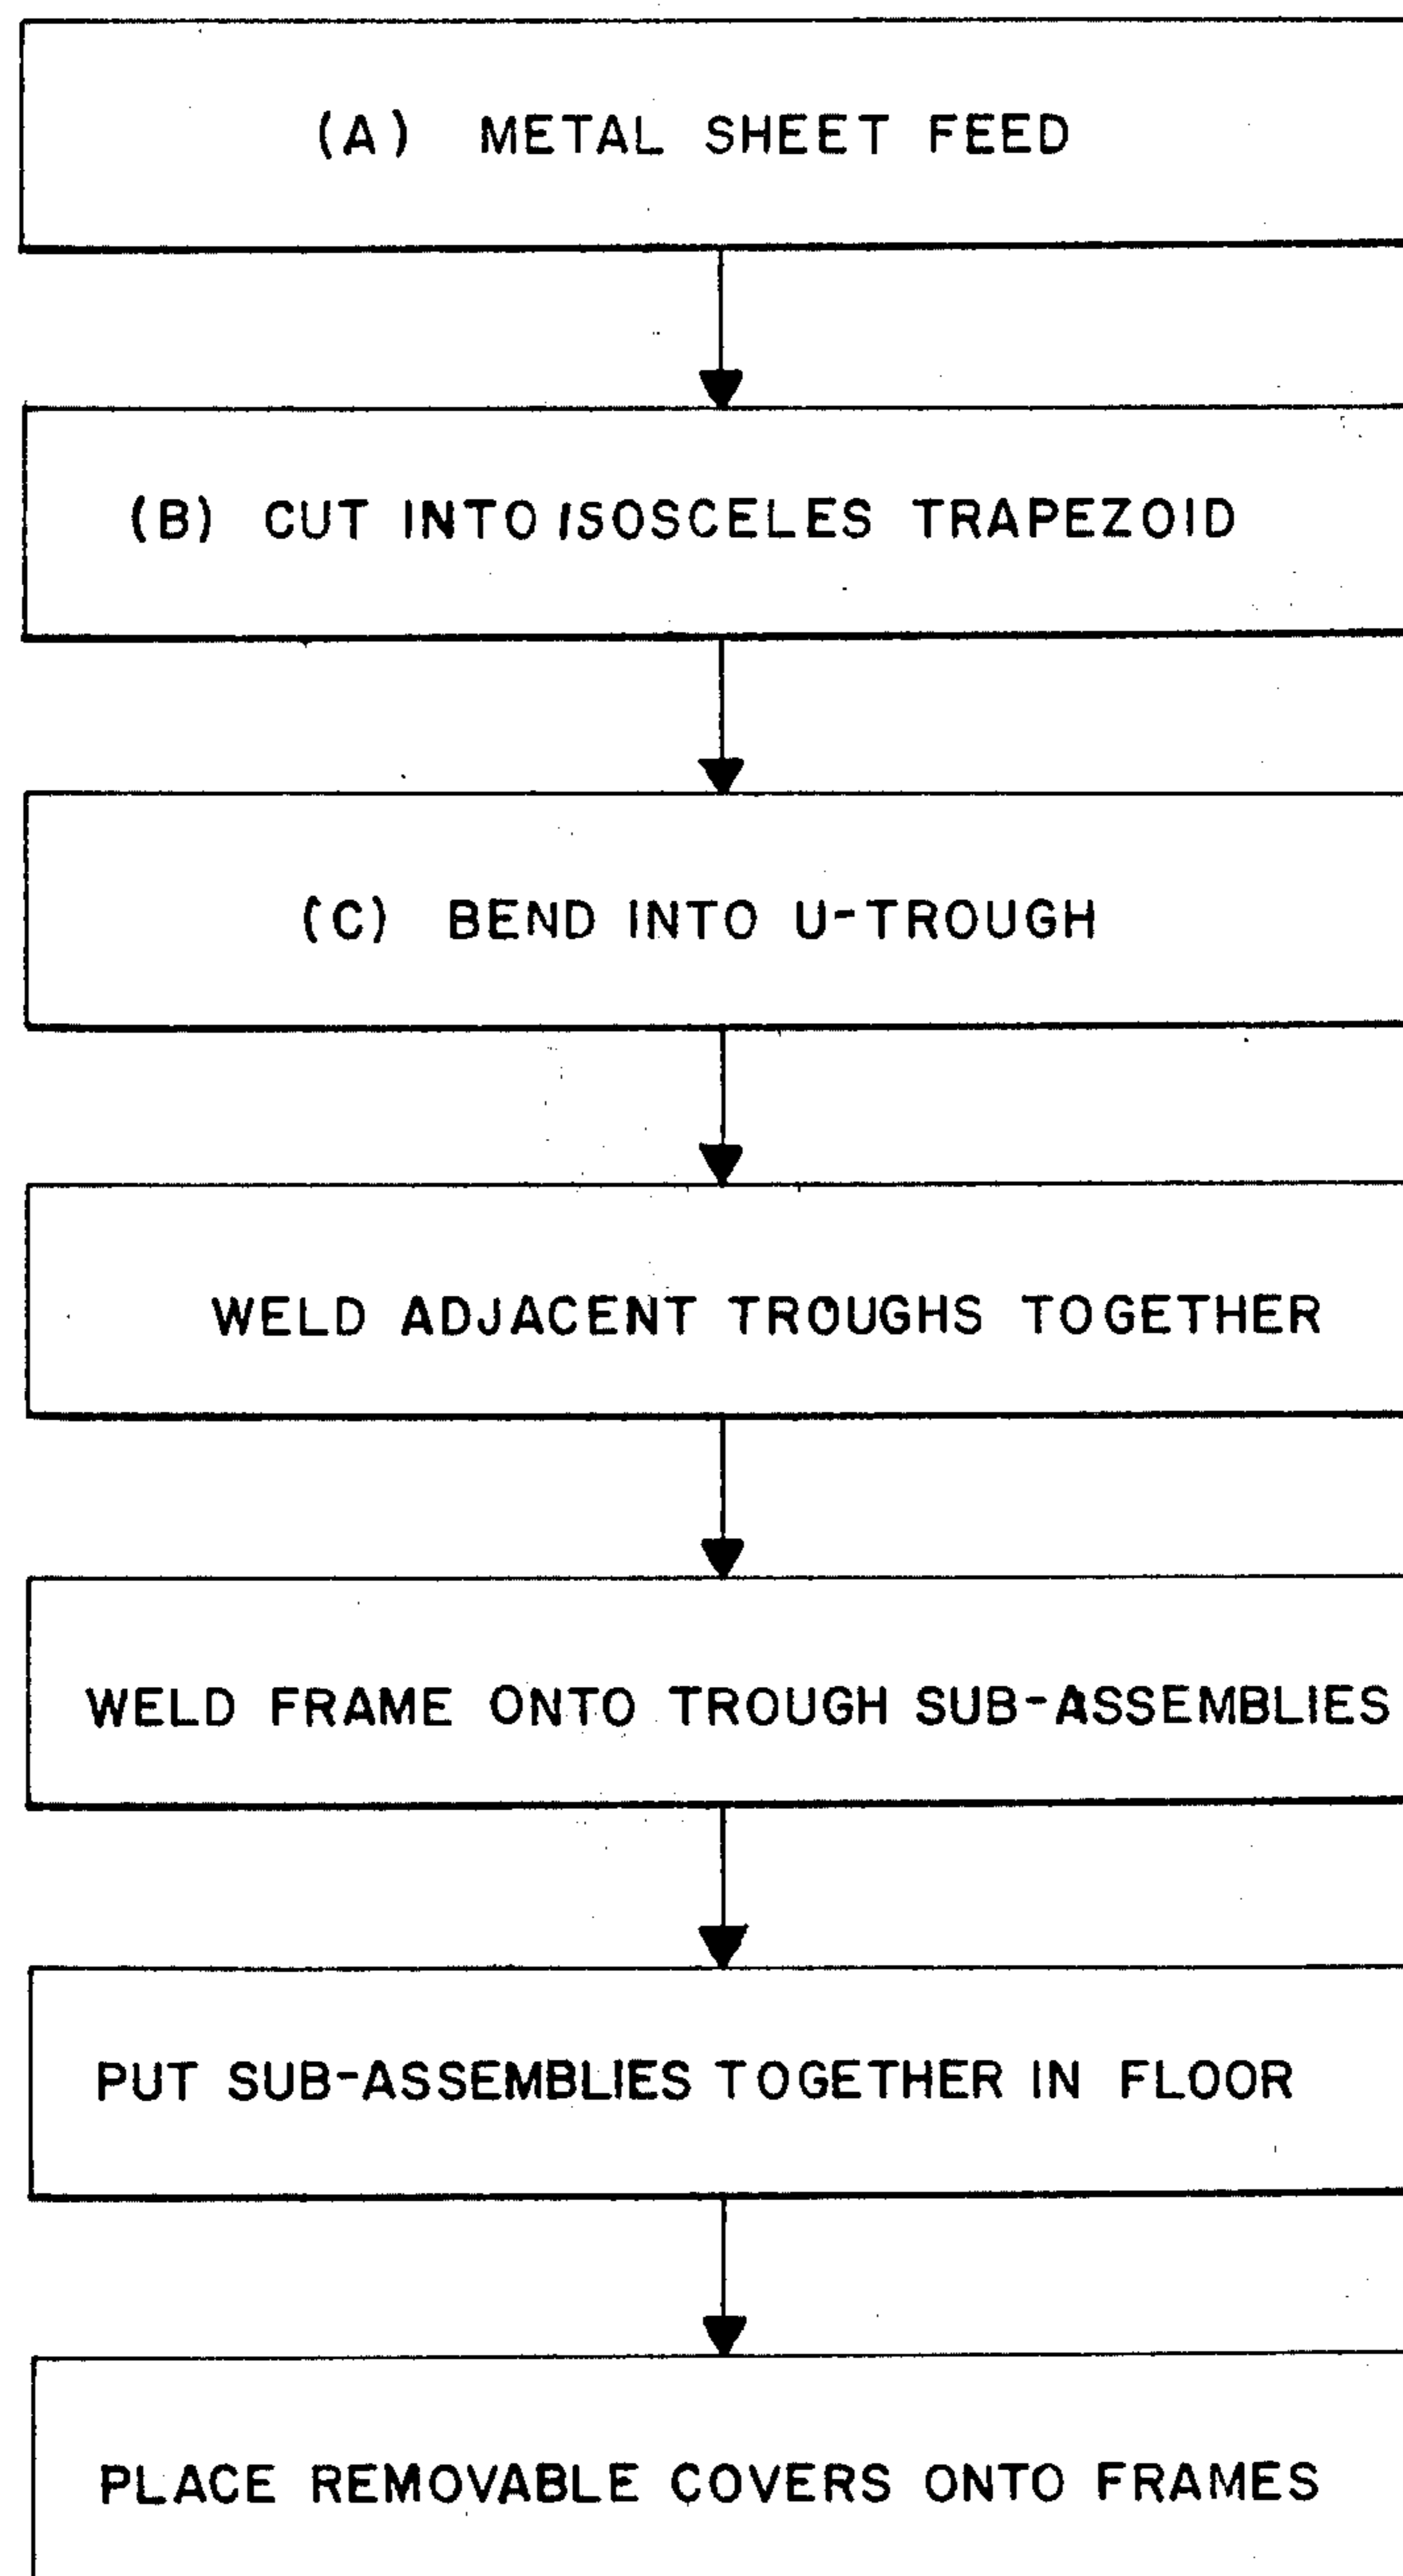 (A) METAL SHEET FEED
(B) CUT INTO ISOSCELES TRAPEZOID
(C) BEND INTO U-TROUGH
WELD ADJACENT TROUGHS TOGETHER
WELD FRAME ONTO TROUGH SUB-ASSEMBLIES
PUT SUB-ASSEMBLIES TOGETHER IN FLOOR
PLACE REMOVABLE COVERS ONTO FRAMES